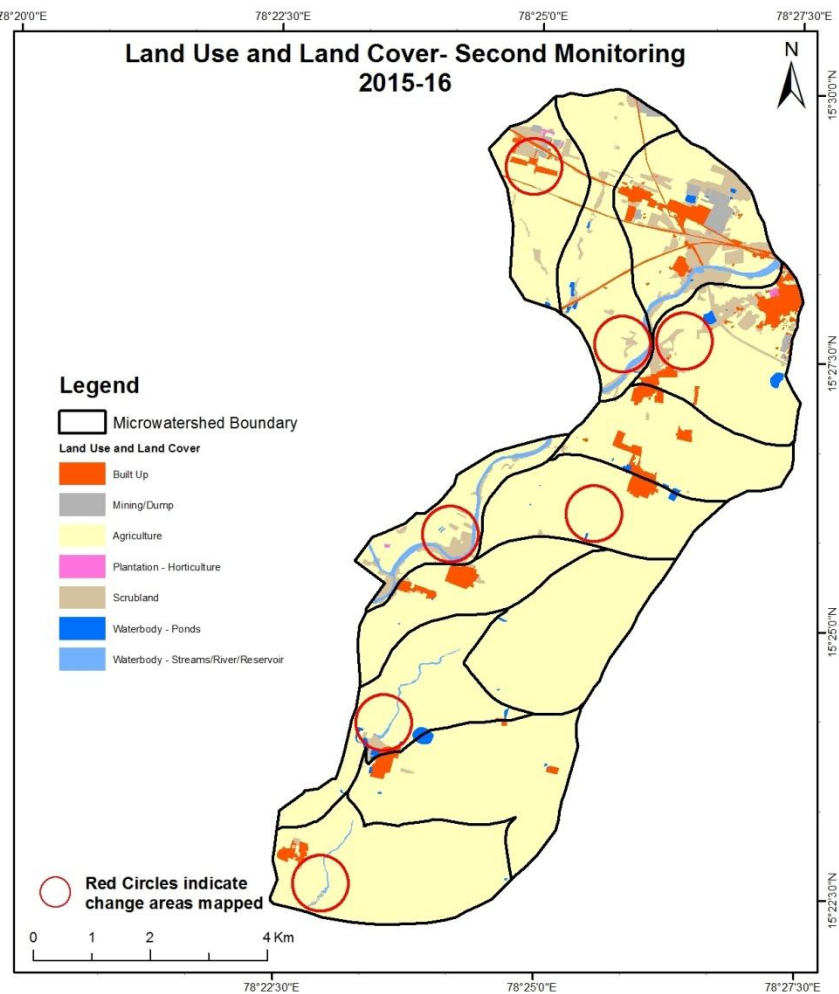 78°20'0"E
78°22'30"E
78°25'0"E
78°27'30"E
Land Use and Land Cover- Second Monitoring
2015-16
N
15°30'0"N
15°27'30"N
15°25'0"N
15°22'30"N
Legend
Microwatershed Boundary
Land Use and Land Cover
Built Up
Mining/Dump
Agriculture
Plantation - Horticulture
Scrubland
Waterbody - Ponds
Waterbody - Streams/River/Reservoir
Red Circles indicate
change areas mapped
0 1 2 4 Km
78°22'30"E
78°25'0"E
78°27'30"E